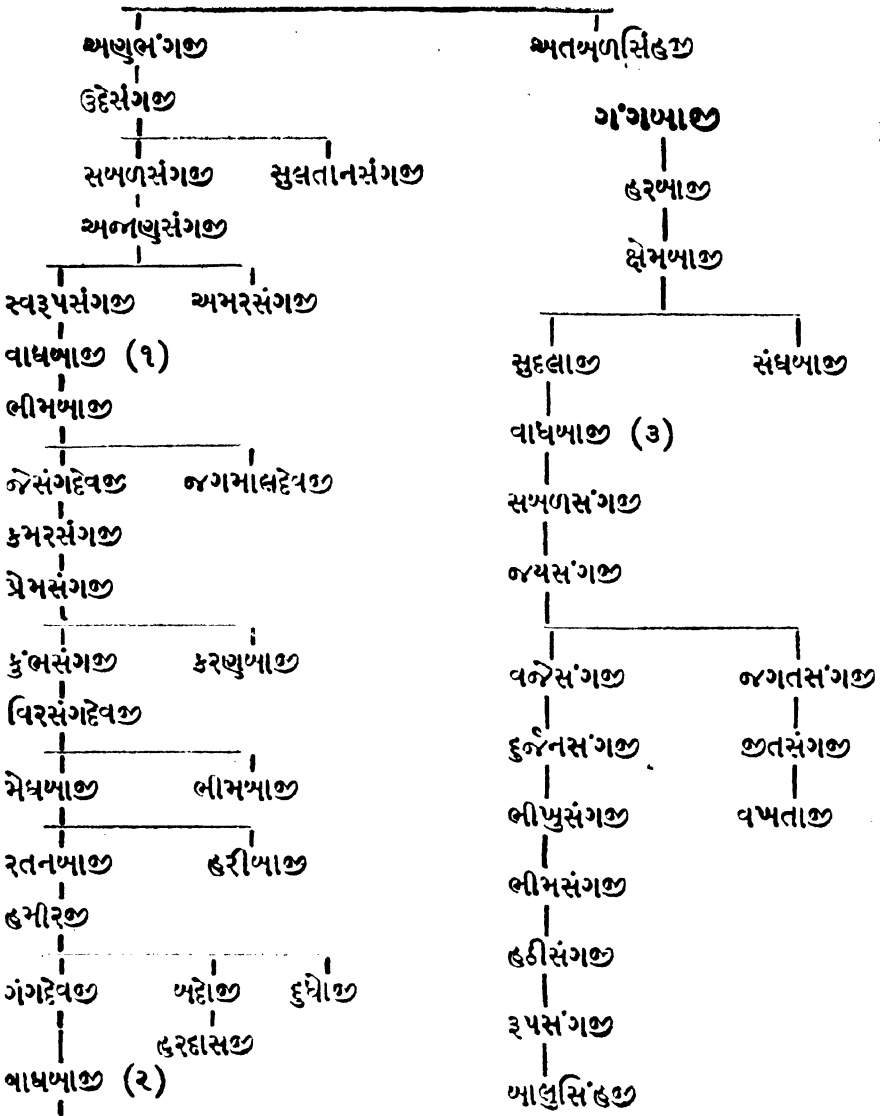 અણુભંગજી
ઉદેસંગજી
સબળસંગજી સુલતાનસંગજી
અજાણુસંગજી
સ્વરૂપસંગજી અમરસંગજી
વાઘબાજી (૧)
ભીમબાજી
જેસંગદેવજી જગમાલદેવજી
કમરસંગજી
પ્રેમસંગજી
કુંભસંગજી કરણુબાજી
વિરસંગદેવજી
મેઘબાજી ભીમબાજી
રતનબાજી હરીબાજી
હમીરજી
ગંગદેવજી બદોજી દુધોજી
હરદાસજી
વાઘબાજી (૨)
અતબળસિંહજી
ગંગબાજી
હરબાજી
ક્ષેમબાજી
સુદલાજી સંઘબાજી
વાઘબાજી (૩)
સબળસંગજી
જયસંગજી
વજેસંગજી જગતસંગજી
દુર્જનસંગજી જીતસંગજી
ભીખુસંગજી વખતાજી
ભીમસંગજી
હઠીસંગજી
રૂપસંગજી
બાલુસિંહજી